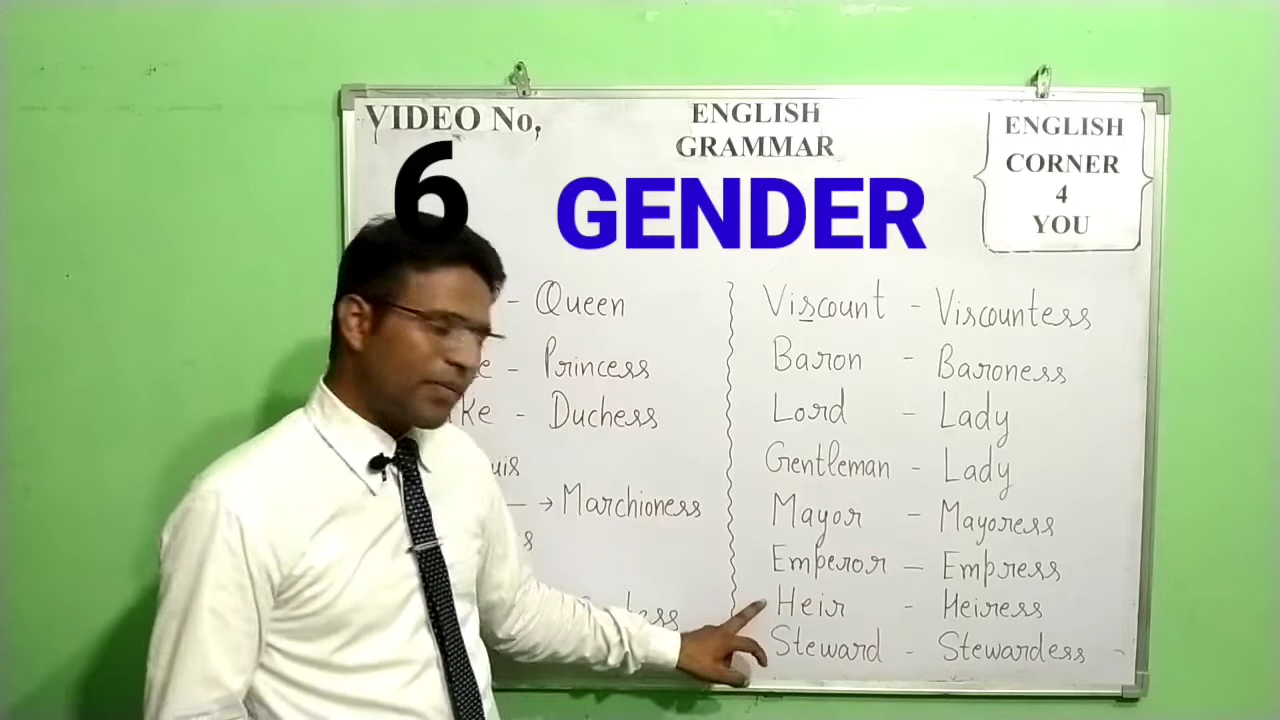 VIDEO No,
6
ENGLISH
GRAMMAR
GENDER
ENGLISH
CORNER
4
YOU
- Queen
- Princess
- Duchess
→ Marchioness
Viscount - Viscountess
Baron - Baroness
Lord - Lady
Gentleman - Lady
Mayor - Mayoress
Emperor - Empress
Heir - Heiress
Steward - Stewardess